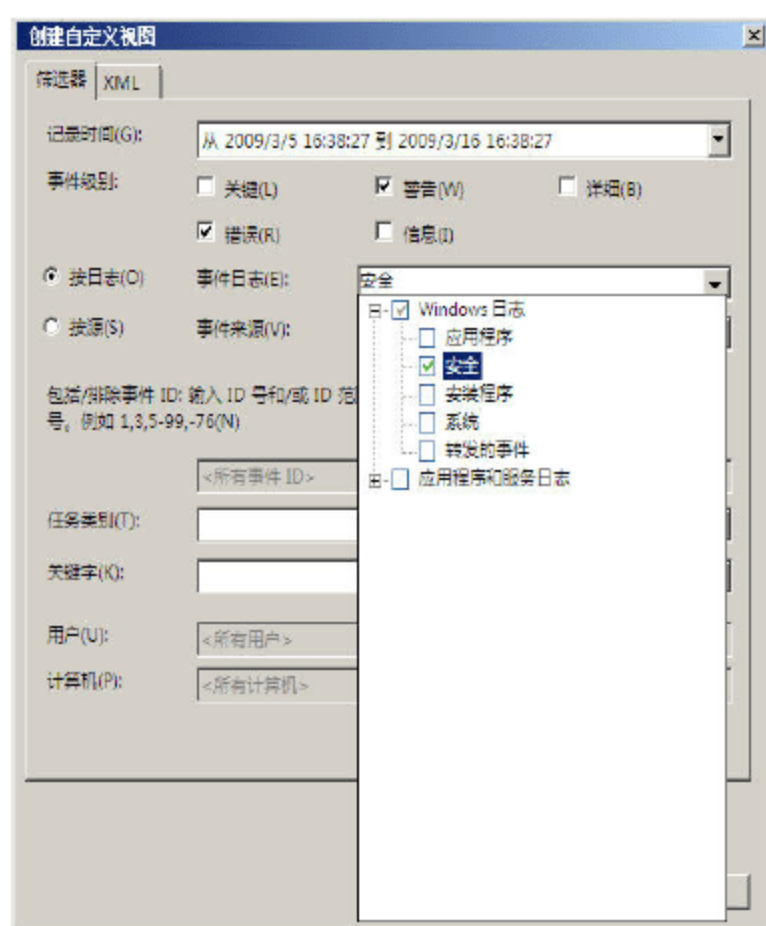 创建自定义视图
筛选器 XML
记录时间(G): 从 2009/3/5 16:38:27 到 2009/3/16 16:38:27
事件级别: 关键(L) 警告(W) 详细(B)
错误(R) 信息(I)
按日志(O) 事件日志(E): 安全
按源(S) 事件来源(V):
Windows 日志
应用程序
安全
安装程序
系统
转发的事件
应用程序和服务日志
包括/排除事件 ID: 输入 ID 号和/或 ID 范
号。例如 1,3,5-99,-76(N)
<所有事件 ID>
任务类别(T):
关键字(K):
用户(U): <所有用户>
计算机(P): <所有计算机>